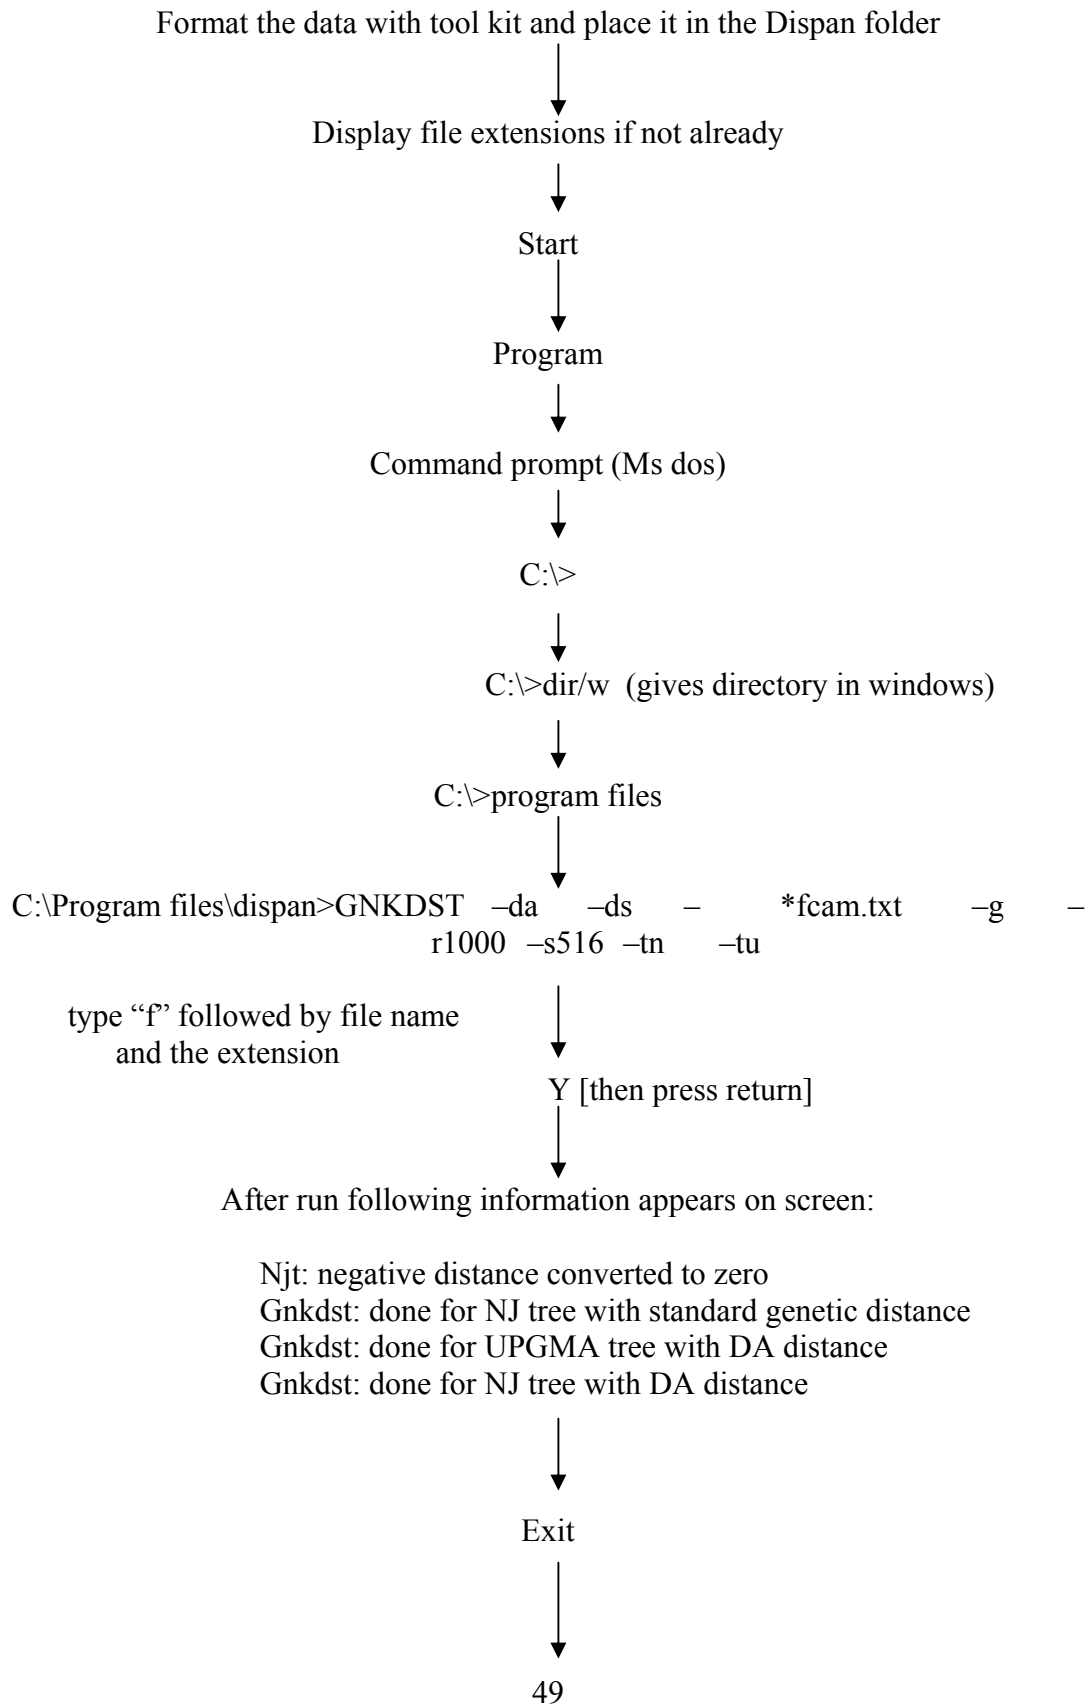 Format the data with tool kit and place it in the Dispan folder
Display file extensions if not already
Start
Program
Command prompt (Ms dos)
C:\>
C:\>dir/w (gives directory in windows)
C:\>program files
C:\Program files\dispan>GNKDST –da –ds – *fcam.txt –g –
r1000 –s516 –tn –tu
type “f” followed by file name
and the extension
Y [then press return]
After run following information appears on screen:
Njt: negative distance converted to zero
Gnkdst: done for NJ tree with standard genetic distance
Gnkdst: done for UPGMA tree with DA distance
Gnkdst: done for NJ tree with DA distance
Exit
49